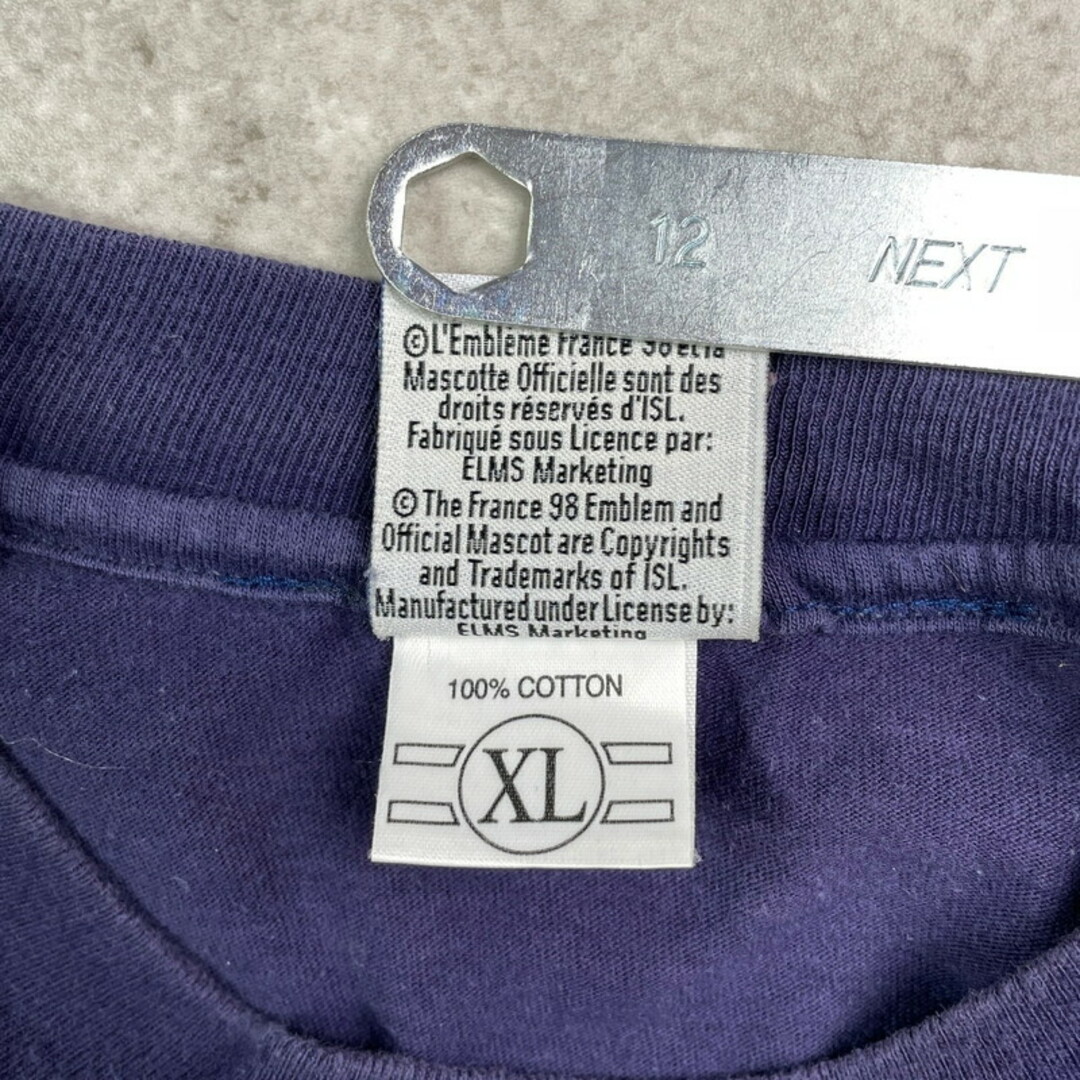 12 NEXT
©L'Emblème France 98 et la
Mascotte Officielle sont des
droits réservés d'ISL.
Fabriqué sous Licence par:
ELMS Marketing
© The France 98 Emblem and
Official Mascot are Copyrights
and Trademarks of ISL.
Manufactured under License by:
ELMS Marketing
100% COTTON
XL